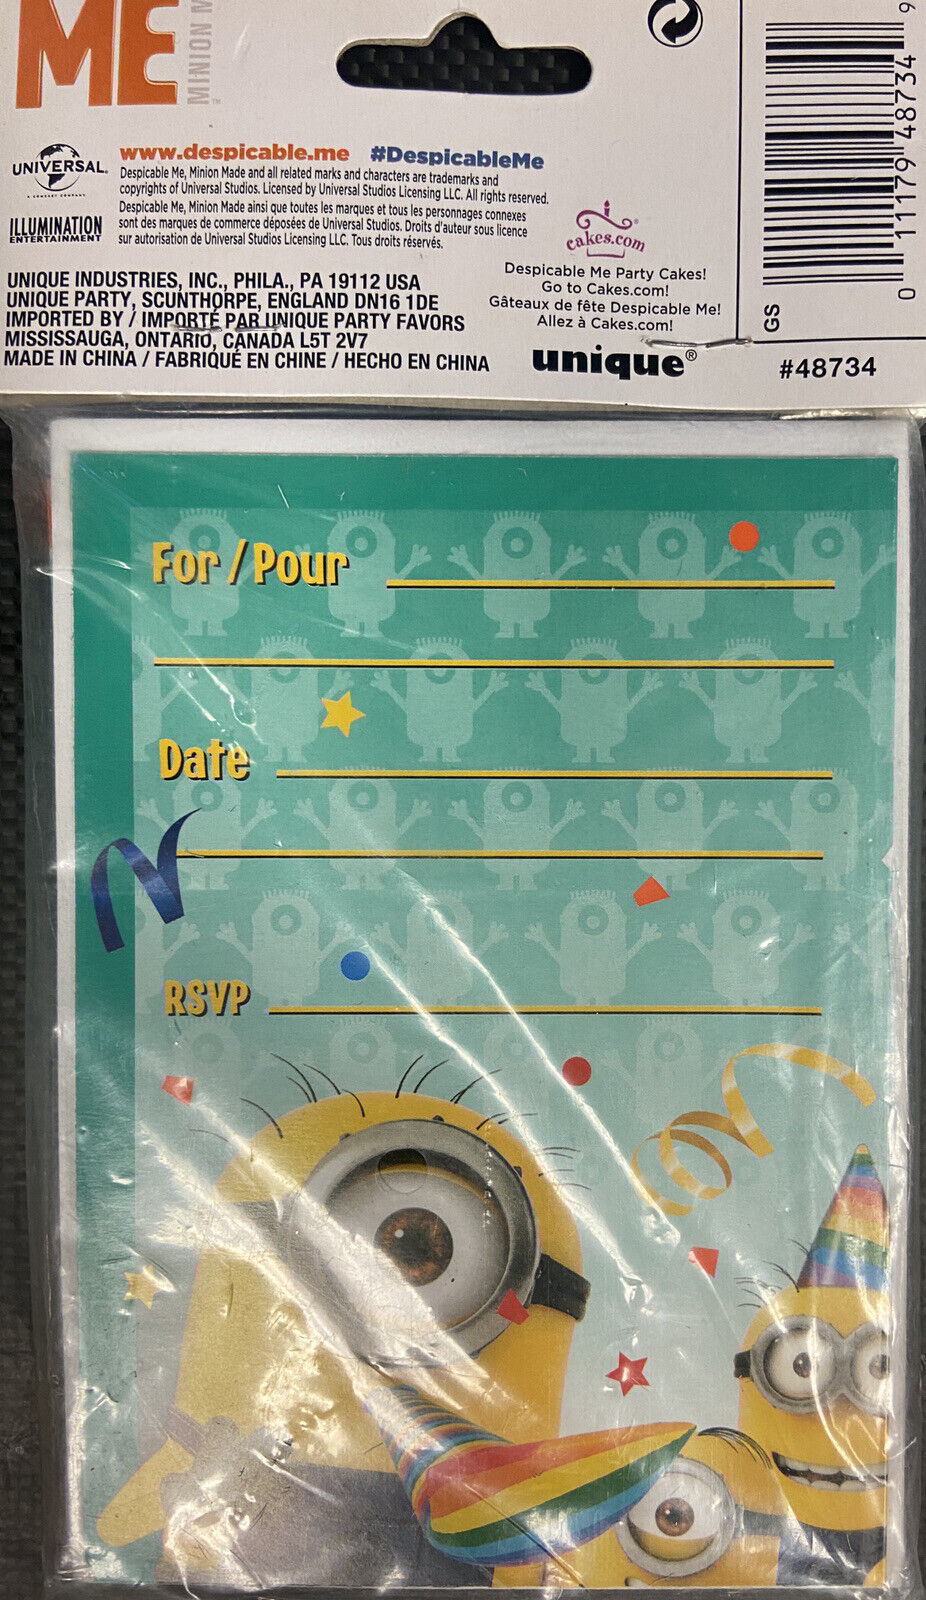 ME
MINION M
™
UNIVERSAL®
A COMCAST COMPANY
ILLUMINATION
ENTERTAINMENT
www.despicable.me #DespicableMe
Despicable Me, Minion Made and all related marks and characters are trademarks and
copyrights of Universal Studios. Licensed by Universal Studios Licensing LLC. All rights reserved.
Despicable Me, Minion Made ainsi que toutes les marques et tous les personnages connexes
sont des marques de commerce déposées de Universal Studios. Droits d'auteur sous licence
sur autorisation de Universal Studios Licensing LLC. Tous droits réservés.
UNIQUE INDUSTRIES, INC., PHILA., PA 19112 USA
UNIQUE PARTY, SCUNTHORPE, ENGLAND DN16 1DE
IMPORTED BY / IMPORTÉ PAR UNIQUE PARTY FAVORS
MISSISSAUGA, ONTARIO, CANADA L5T 2V7
MADE IN CHINA / FABRIQUÉ EN CHINE / HECHO EN CHINA
cakes.com
Despicable Me Party Cakes!
Go to Cakes.com!
Gâteaux de fête Despicable Me!
Allez à Cakes.com!
unique®
GS
0 11179 48734 9
#48734
For / Pour
Date
RSVP